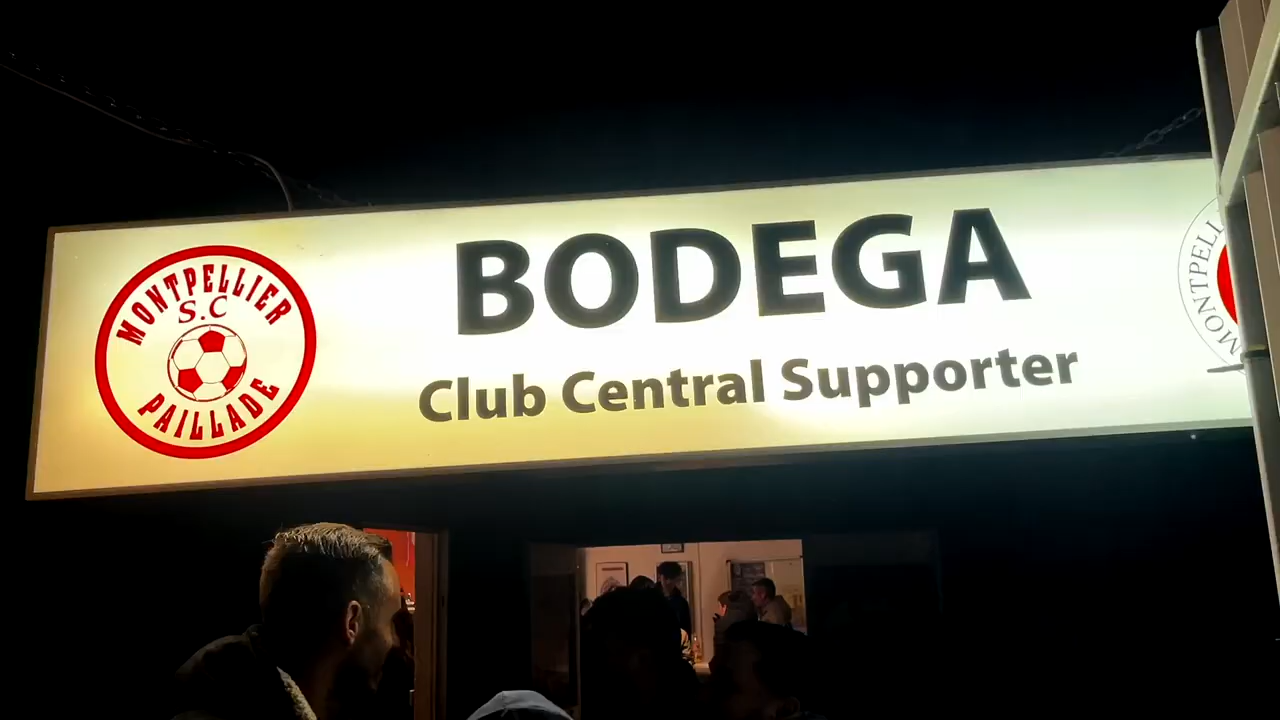 MONTPELLIER
S.C
PAILLADE
BODEGA
Club Central Supporter